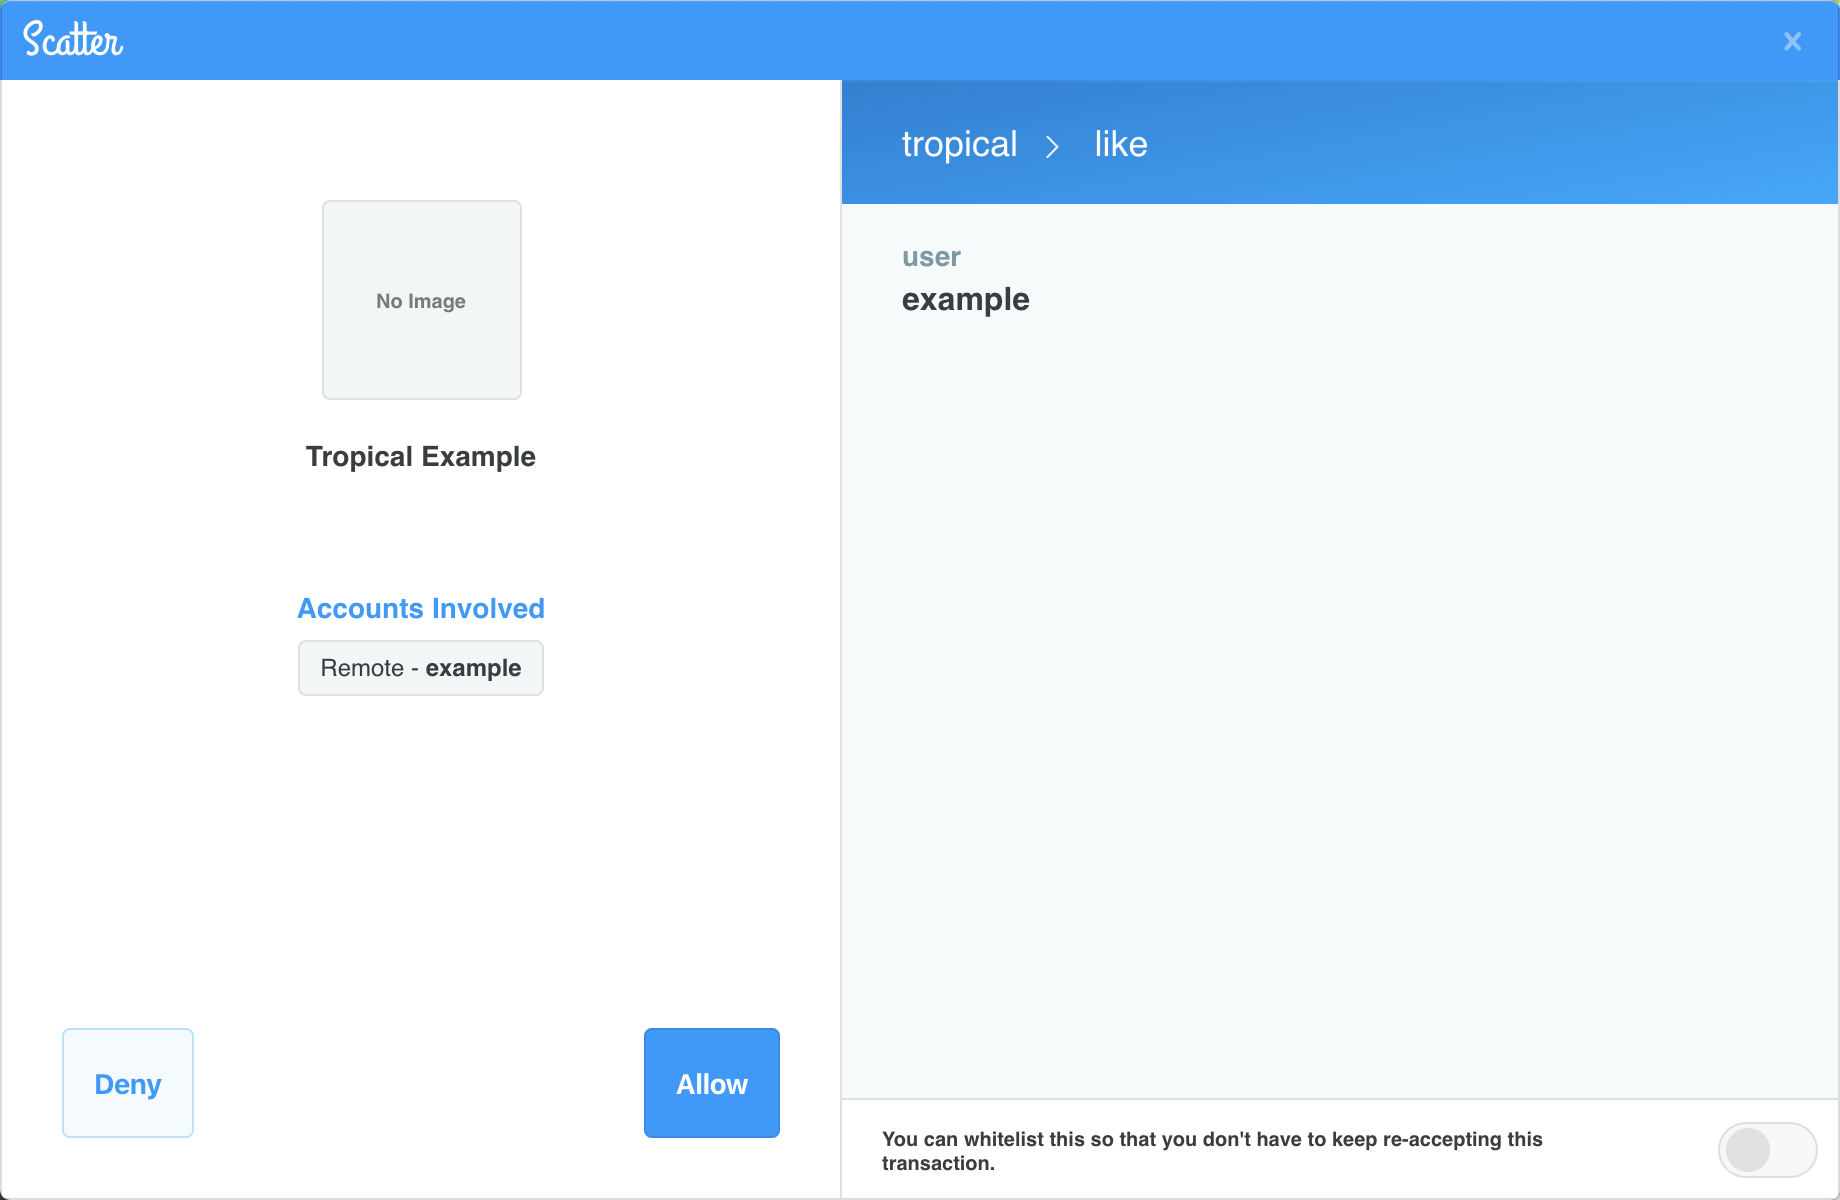 Scatter
No Image
Tropical Example
Accounts Involved
Remote - example
Deny
Allow
tropical > like
user
example
You can whitelist this so that you don't have to keep re-accepting this
transaction.